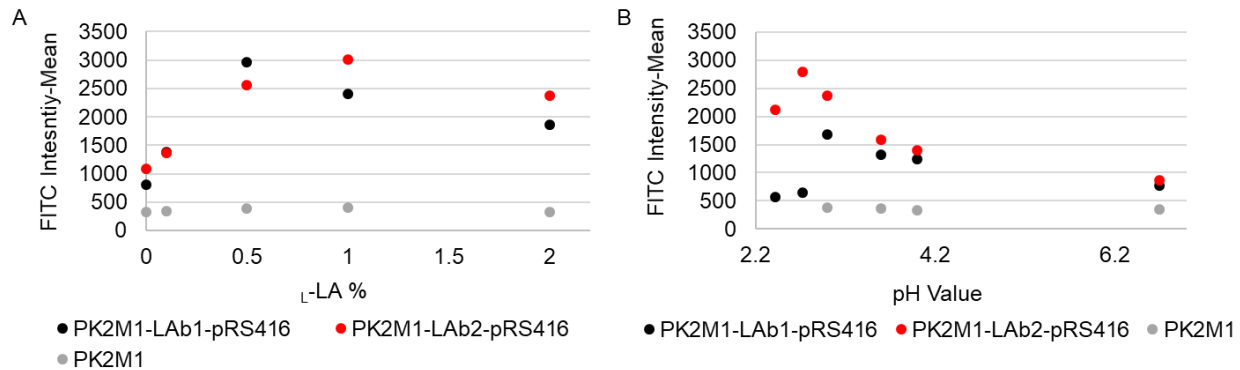 A
FITC Intesntiy-Mean
3500
3000
2500
2000
1500
1000
500
0
0 0.5 1 1.5 2
L-LA %
PK2M1-LAb1-pRS416 PK2M1-LAb2-pRS416
PK2M1
B
FITC Intensity-Mean
3500
3000
2500
2000
1500
1000
500
0
2.2 4.2 6.2
pH Value
PK2M1-LAb1-pRS416 PK2M1-LAb2-pRS416 PK2M1